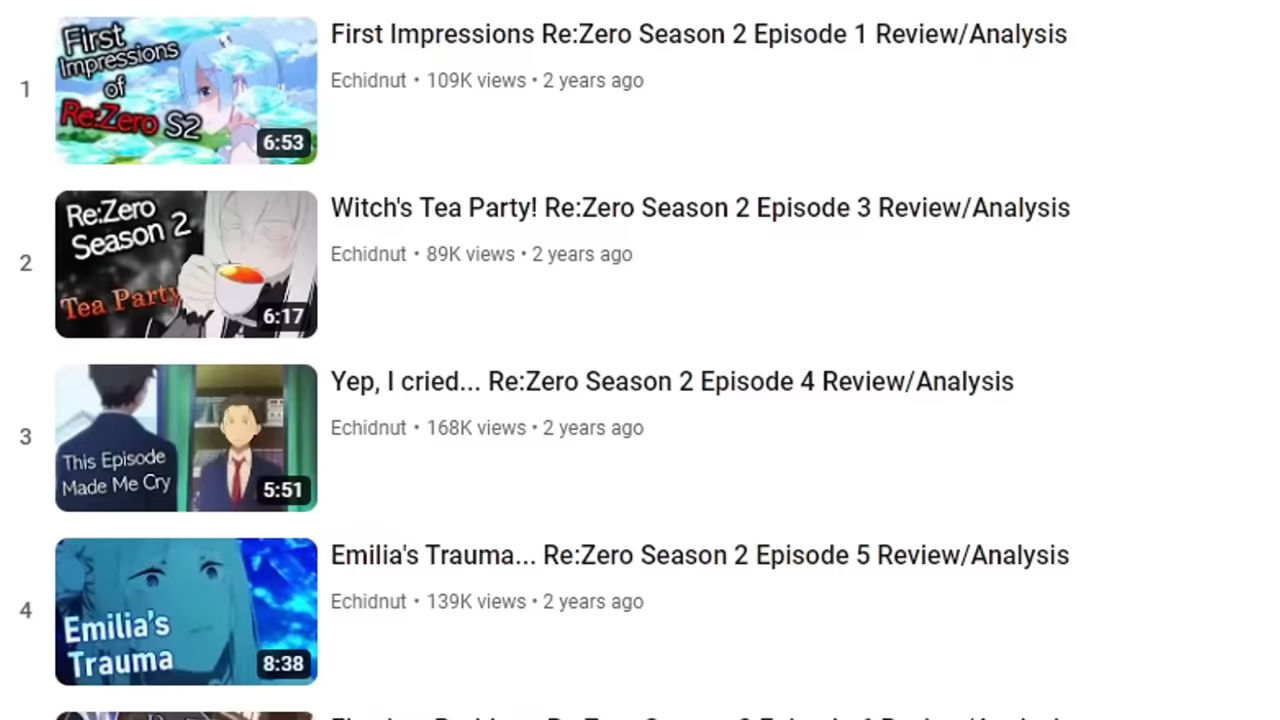 1
First
Impressions
of
Re:Zero S2
6:53
First Impressions Re:Zero Season 2 Episode 1 Review/Analysis
Echidnut • 109K views • 2 years ago
2
Re:Zero
Season 2
Tea Party
6:17
Witch's Tea Party! Re:Zero Season 2 Episode 3 Review/Analysis
Echidnut • 89K views • 2 years ago
3
This Episode
Made Me Cry
5:51
Yep, I cried... Re:Zero Season 2 Episode 4 Review/Analysis
Echidnut • 168K views • 2 years ago
4
Emilia's
Trauma
8:38
Emilia's Trauma... Re:Zero Season 2 Episode 5 Review/Analysis
Echidnut • 139K views • 2 years ago